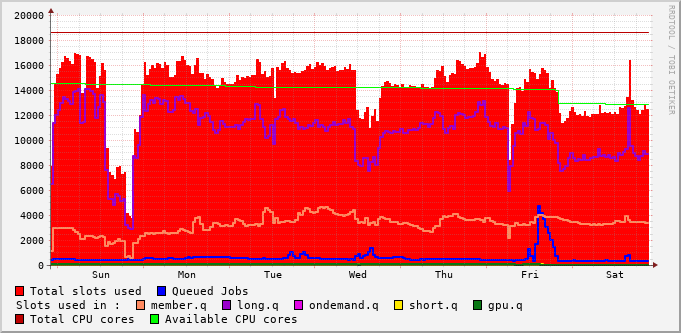 20000
18000
16000
14000
12000
10000
8000
6000
4000
2000
0
Sun Mon Tue Wed Thu Fri Sat
RRDTOOL / TOBI OETIKER
Total slots used Queued Jobs
Slots used in : member.q long.q ondemand.q short.q gpu.q
Total CPU cores Available CPU cores